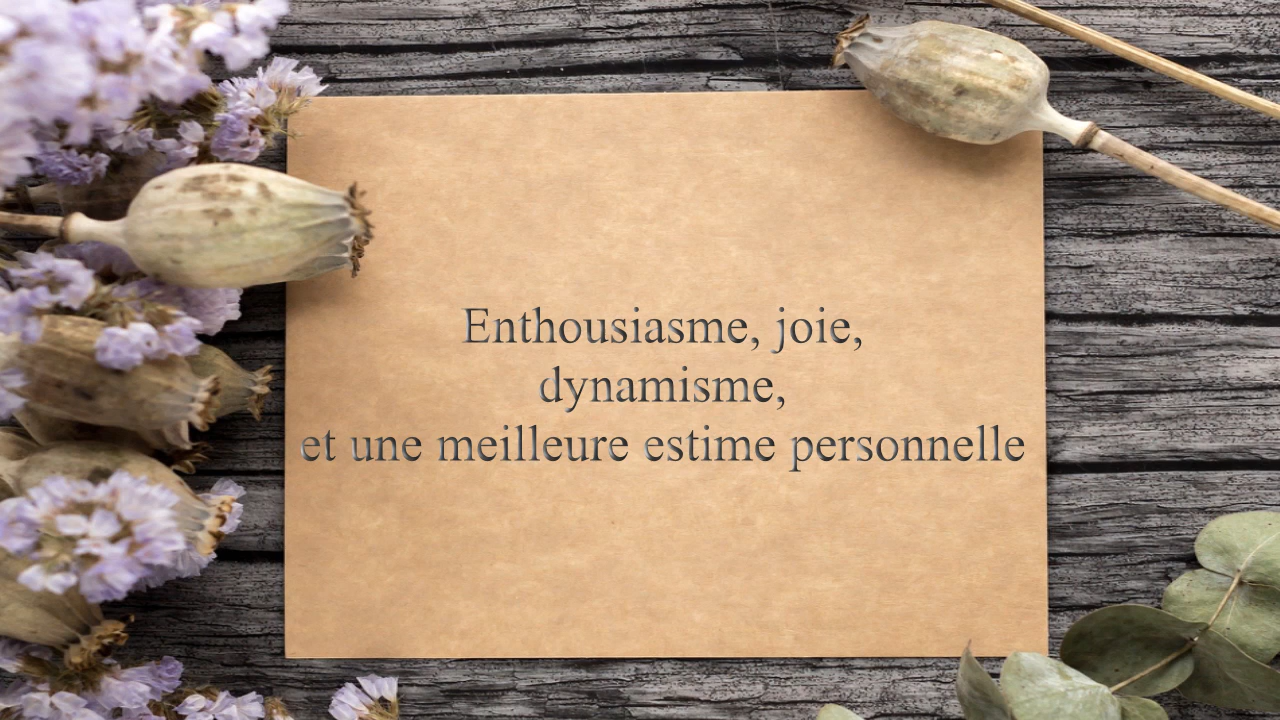 Enthousiasme, joie,
dynamisme,
et une meilleure estime personnelle